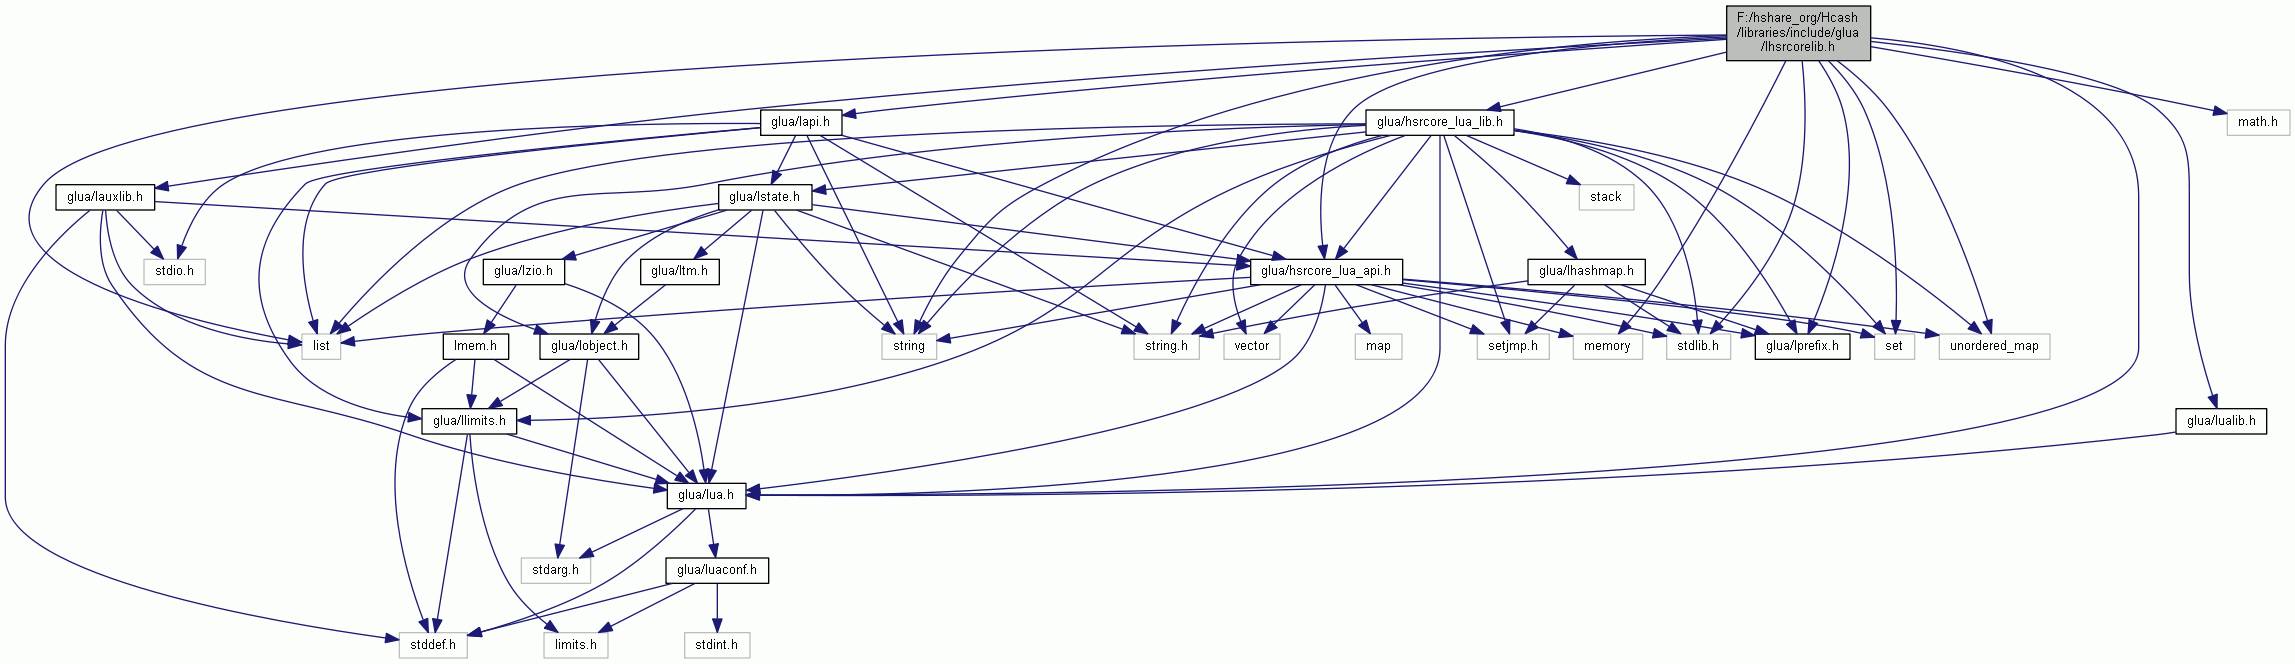 F:/hshare_org/Hcash
/libraries/include/glua
/lhsrcorelib.h
glua/lapi.h
glua/hsrcore_lua_lib.h
math.h
glua/lauxlib.h
glua/lstate.h
stack
stdio.h
glua/lzio.h
glua/ltm.h
glua/hsrcore_lua_api.h
glua/lhashmap.h
list
lmem.h
glua/lobject.h
string
string.h
vector
map
setjmp.h
memory
stdlib.h
glua/lprefix.h
set
unordered_map
glua/llimits.h
glua/lualib.h
glua/lua.h
stdarg.h
glua/luaconf.h
stddef.h
limits.h
stdint.h